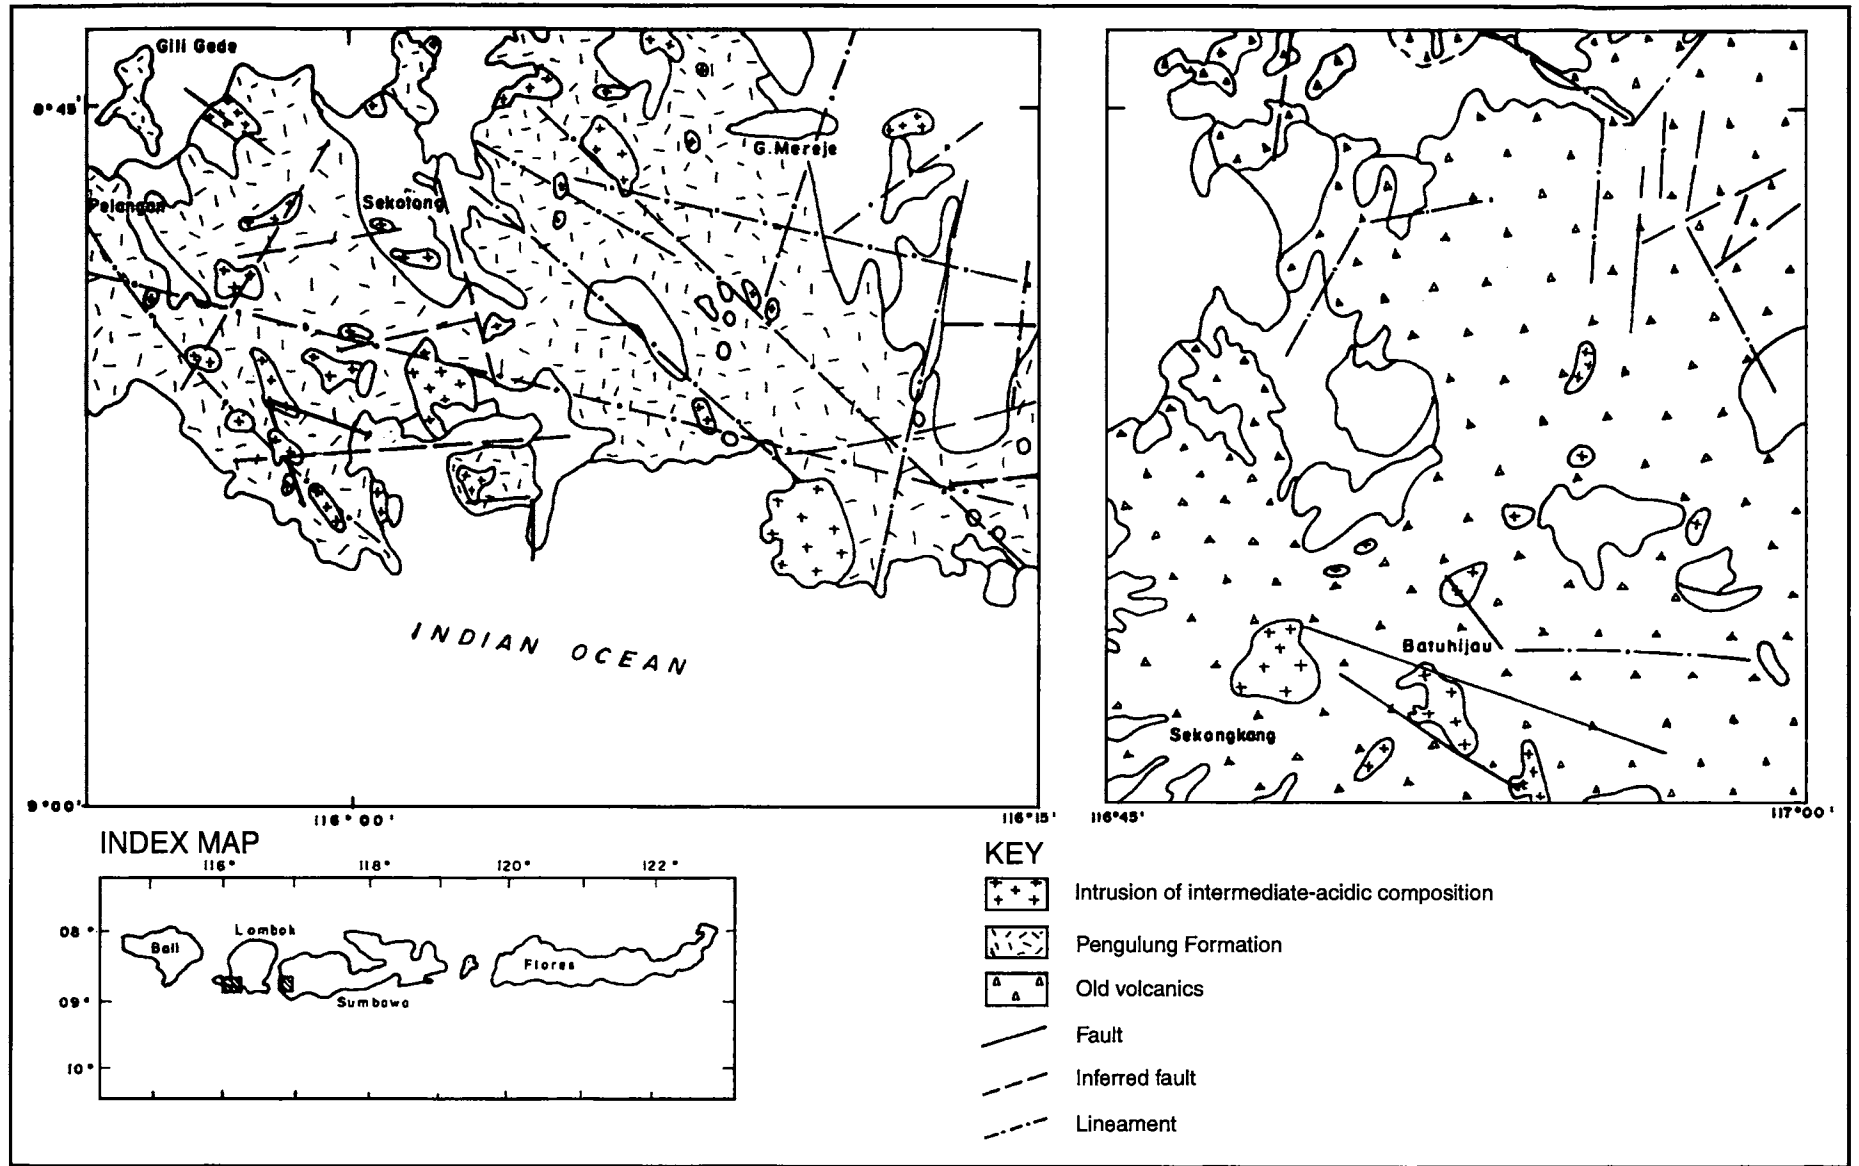 Gili Gede
8°45'
G. Mereje
Pelangan
Sekotong
INDIAN OCEAN
9°00'
116°00'
116°15'
Batuhijau
Sekongkang
116°45'
117°00'
INDEX MAP
116° 118° 120° 122°
08°
09°
10°
Bali
Lombok
Sumbawa
Flores
KEY
Intrusion of intermediate-acidic composition
Pengulung Formation
Old volcanics
Fault
Inferred fault
Lineament